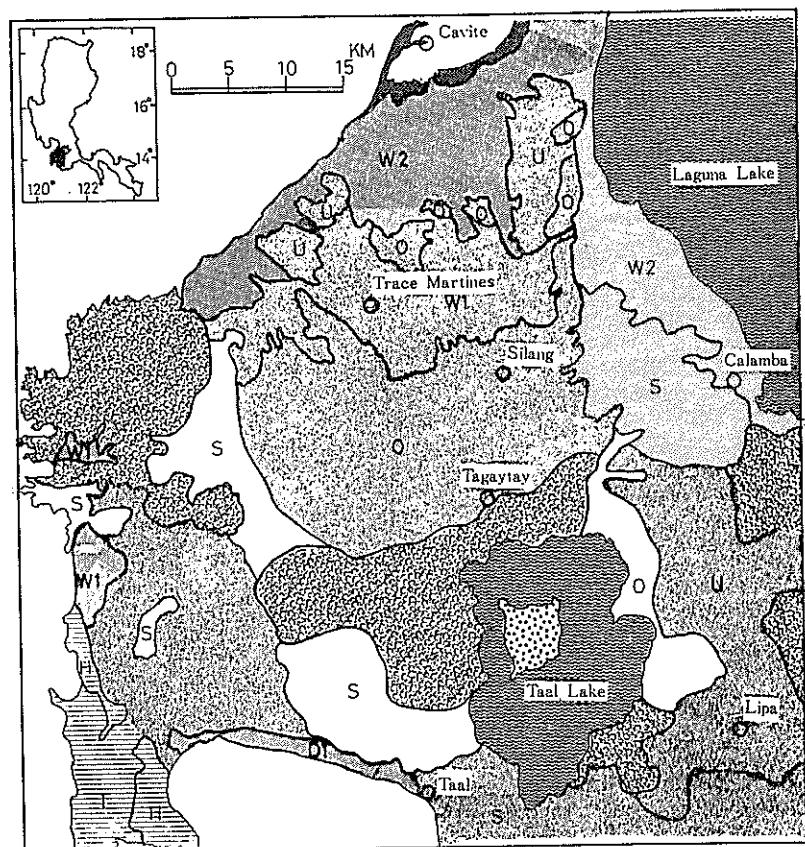 18°
16°
14°
120° 122°
KM
0 5 10 15
Cavite
W2
U
O
Laguna Lake
O
U
O
O
U
O
W2
Trace Martines
W1
Silang
Calamba
S
S
O
W1
Tagaytay
S
W1
O
U
S
H
S
Taal Lake
Lipa
Taal
I
H
S